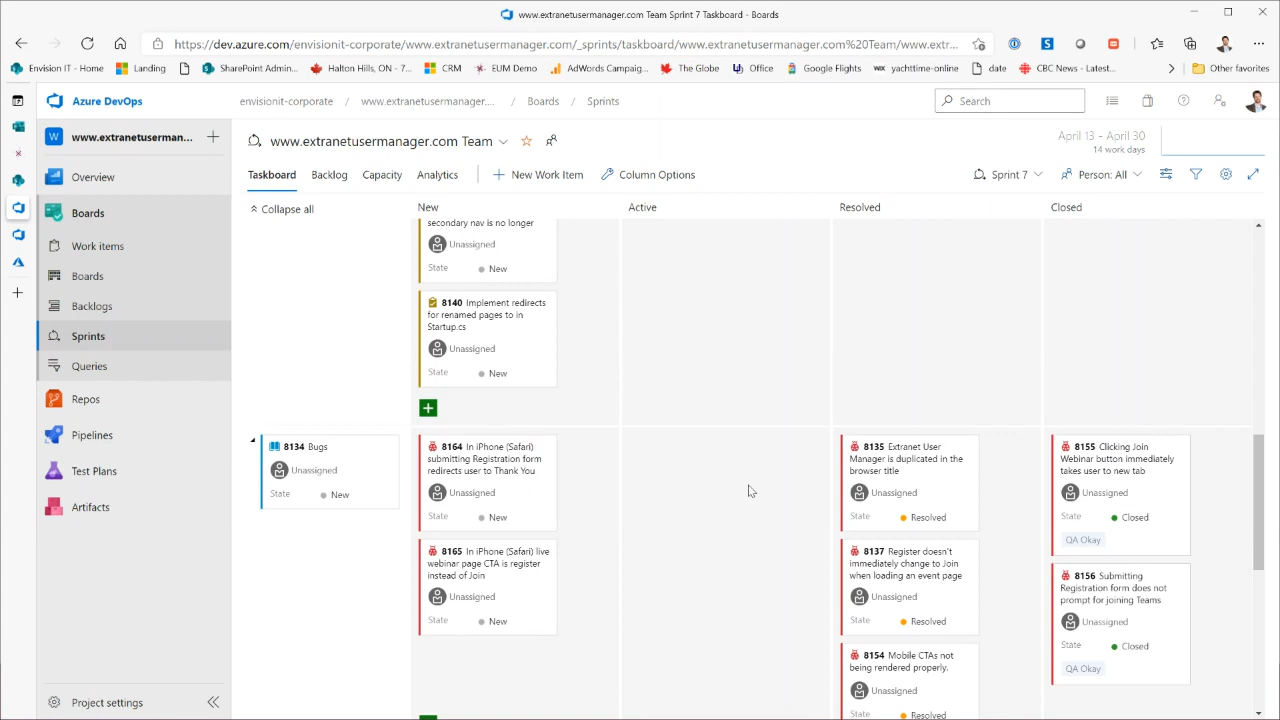 www.extranetusermanager.com Team Sprint 7 Taskboard - Boards
https://dev.azure.com/envisionit-corporate/www.extranetusermanager.com/_sprints/taskboard/www.extranetusermanager.com%20Team/www.extr...
Envision IT - Home
Landing
SharePoint Admin...
Halton Hills, ON - 7...
CRM
EUM Demo
AdWords Campaig...
The Globe
Office
Google Flights
wix yachttime-online
date
CBC News - Latest...
Other favorites
Azure DevOps
envisionit-corporate / www.extranetusermanager.... / Boards / Sprints
Search
W www.extranetuserman...
Overview
Boards
Work items
Boards
Backlogs
Sprints
Queries
Repos
Pipelines
Test Plans
Artifacts
Project settings
www.extranetusermanager.com Team
April 13 - April 30
14 work days
Taskboard
Backlog
Capacity
Analytics
New Work Item
Column Options
Sprint 7
Person: All
Collapse all
New
Active
Resolved
Closed
secondary nav is no longer
Unassigned
State New
8140 Implement redirects
for renamed pages to in
Startup.cs
Unassigned
State New
8134 Bugs
Unassigned
State New
8164 In iPhone (Safari)
submitting Registration form
redirects user to Thank You
Unassigned
State New
8165 In iPhone (Safari) live
webinar page CTA is register
instead of Join
Unassigned
State New
8135 Extranet User
Manager is duplicated in the
browser title
Unassigned
State Resolved
8137 Register doesn't
immediately change to Join
when loading an event page
Unassigned
State Resolved
8154 Mobile CTAs not
being rendered properly.
Unassigned
State Resolved
8155 Clicking Join
Webinar button immediately
takes user to new tab
Unassigned
State Closed
QA Okay
8156 Submitting
Registration form does not
prompt for joining Teams
Unassigned
State Closed
QA Okay